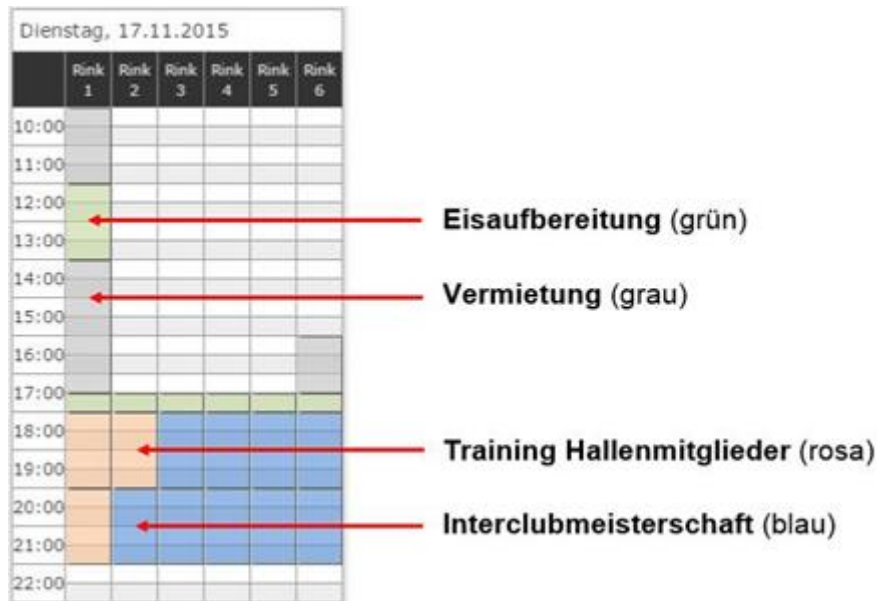 Dienstag, 17.11.2015
Rink 1 Rink 2 Rink 3 Rink 4 Rink 5 Rink 6
10:00
11:00
12:00
Eisaufbereitung (grün)
13:00
14:00
Vermietung (grau)
15:00
16:00
17:00
18:00
Training Hallenmitglieder (rosa)
19:00
20:00
Interclubmeisterschaft (blau)
21:00
22:00